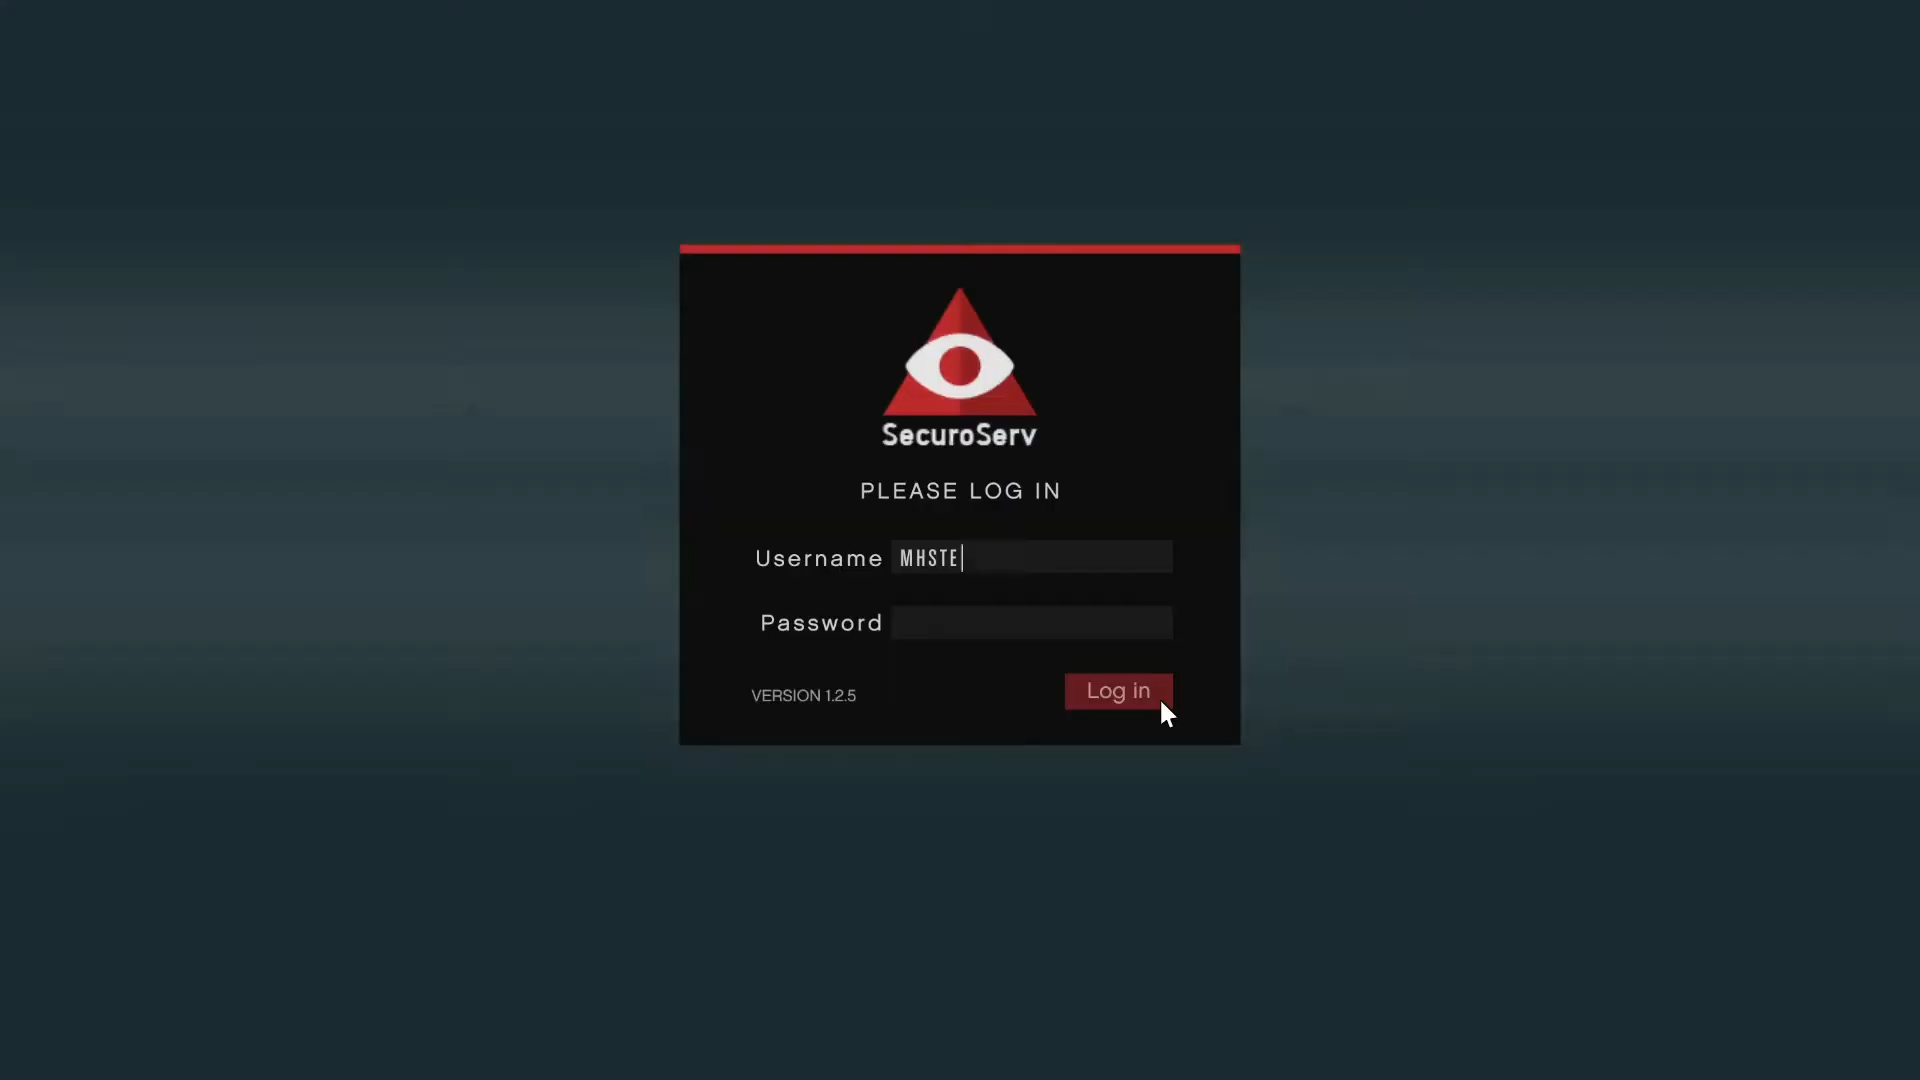 SecuroServ
PLEASE LOG IN
Username MHSTE
Password
VERSION 1.2.5 Log in